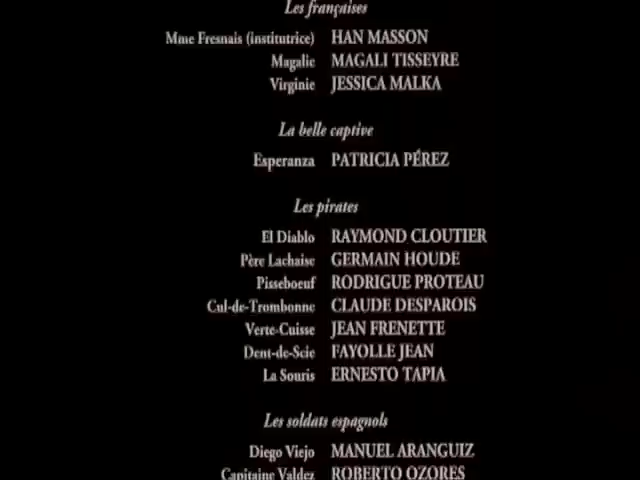 Les françaises
Mme Fresnais (institutrice) HAN MASSON
Magalie MAGALI TISSEYRE
Virginie JESSICA MALKA
La belle captive
Esperanza PATRICIA PÉREZ
Les pirates
El Diablo RAYMOND CLOUTIER
Père Lachaise GERMAIN HOUDE
Pisseboeuf RODRIGUE PROTEAU
Cul-de-Trombonne CLAUDE DESPAROIS
Verte-Cuisse JEAN FRENETTE
Dent-de-Scie FAYOLLE JEAN
La Souris ERNESTO TAPIA
Les soldats espagnols
Diego Viejo MANUEL ARANGUIZ
Capitaine Valdez ROBERTO OZORES